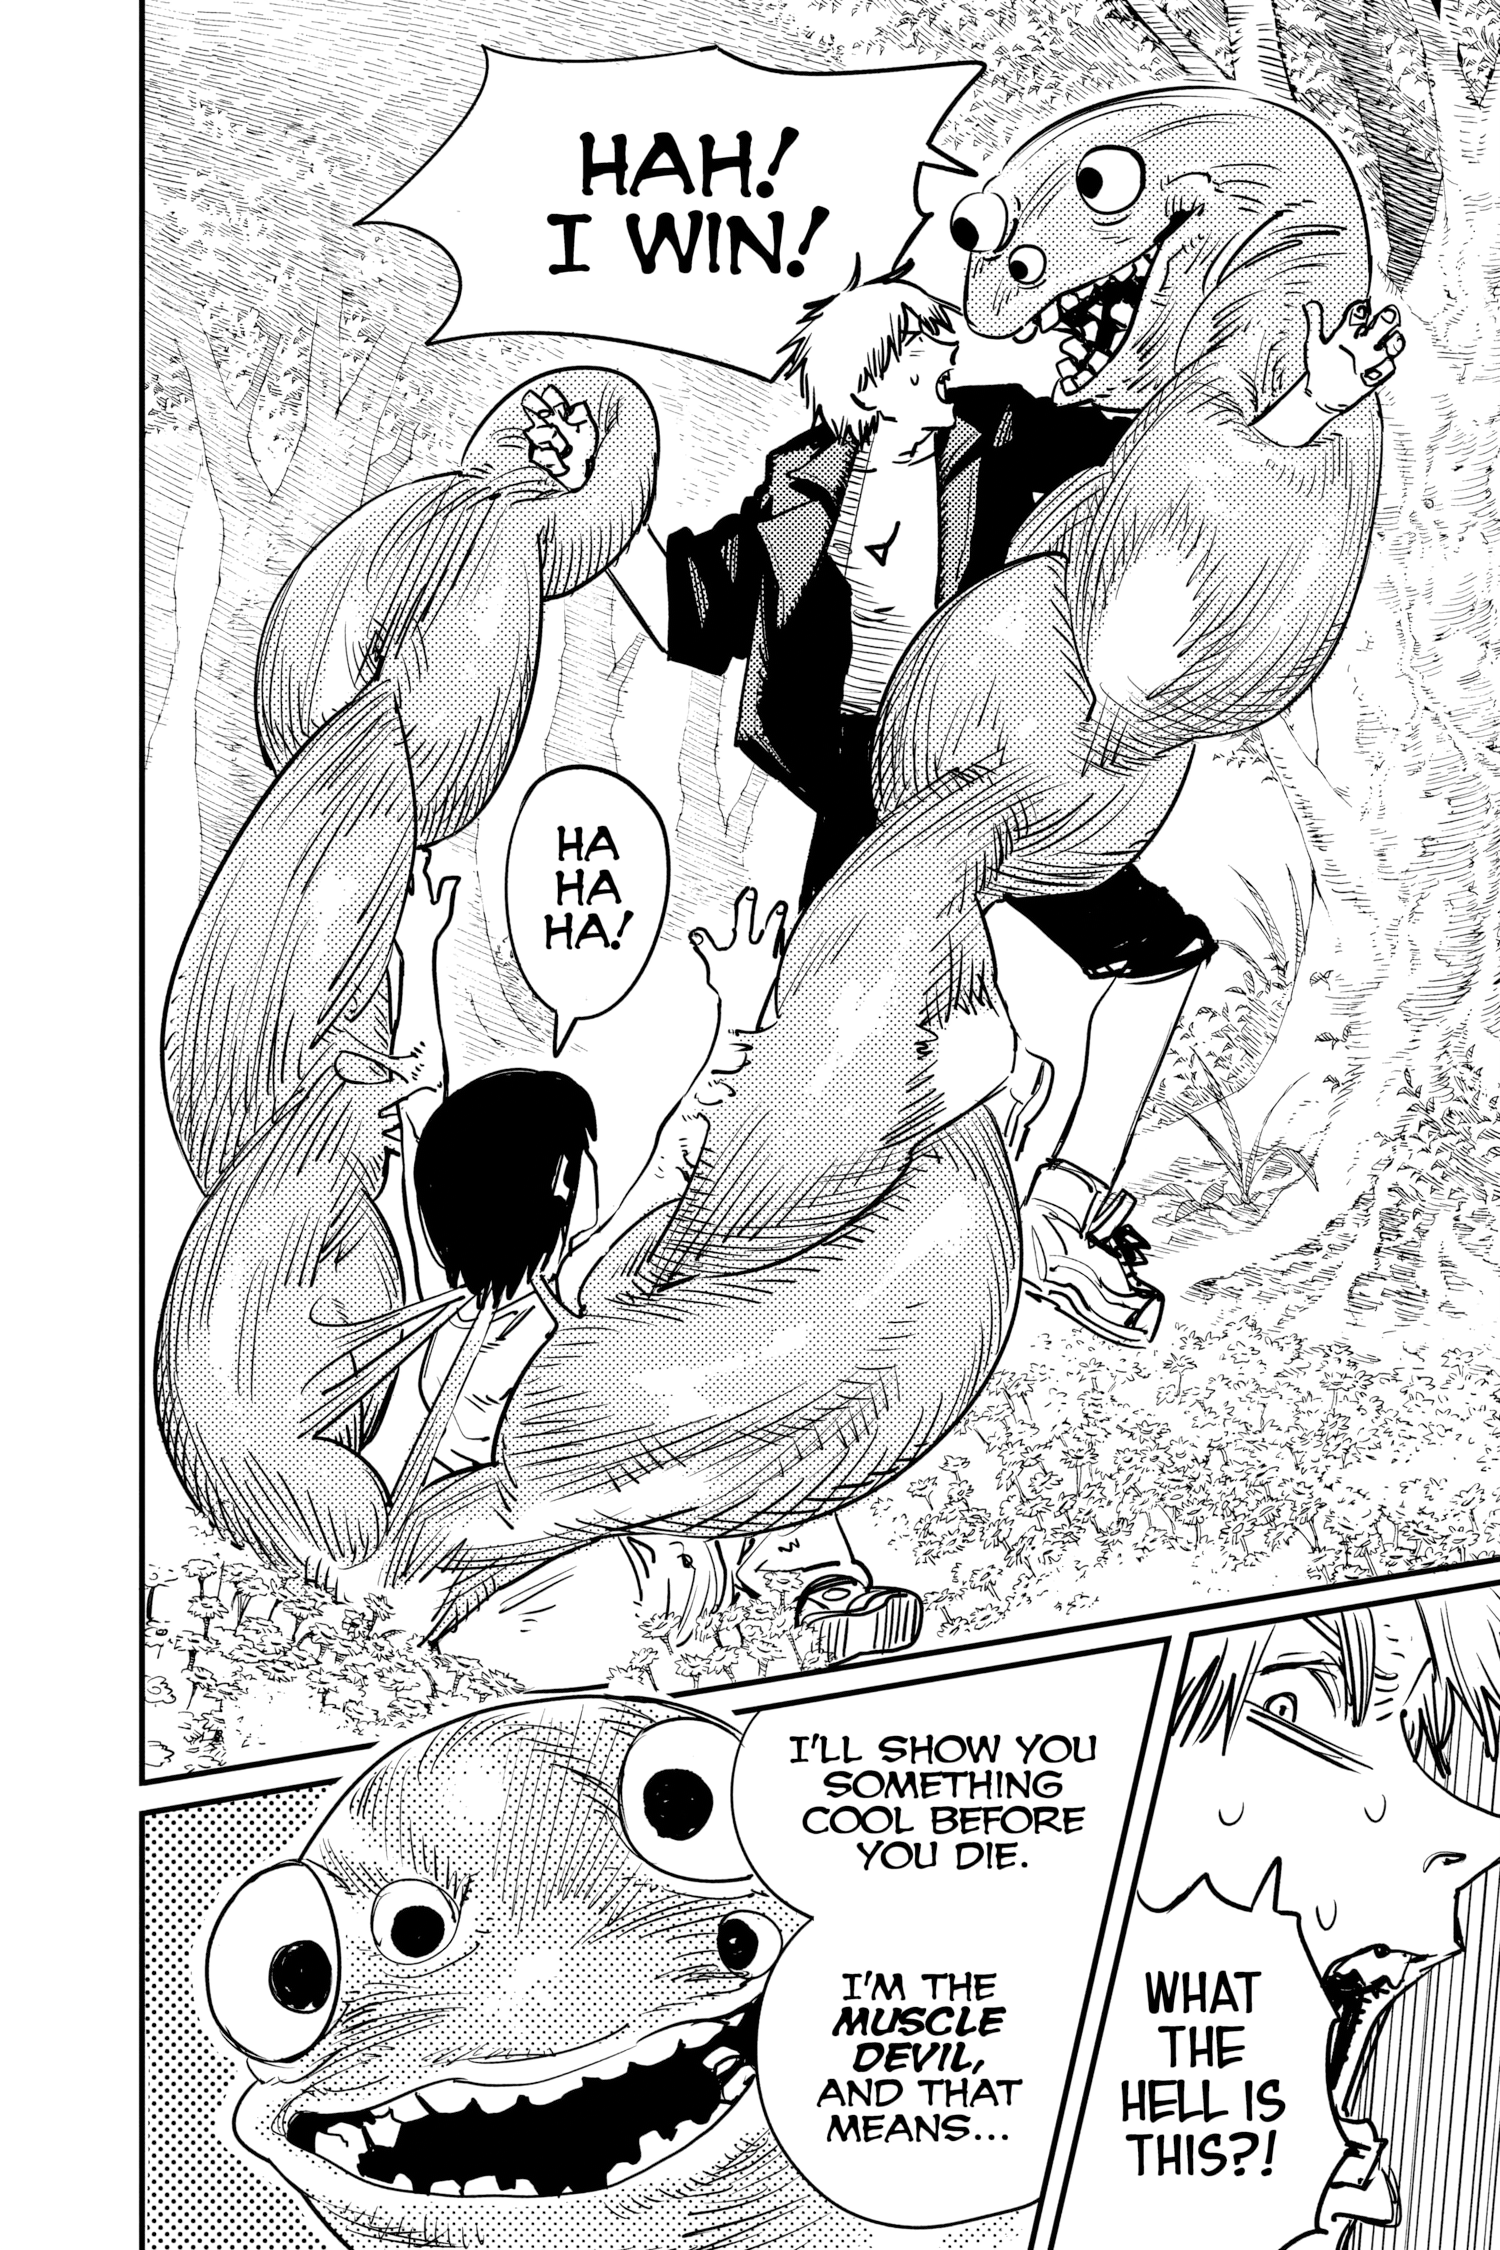 HAH!
I WIN!
HA
HA
HA!
WHAT
THE
HELL IS
THIS?!
I'LL SHOW YOU
SOMETHING
COOL BEFORE
YOU DIE.
I'M THE
MUSCLE
DEVIL,
AND THAT
MEANS...